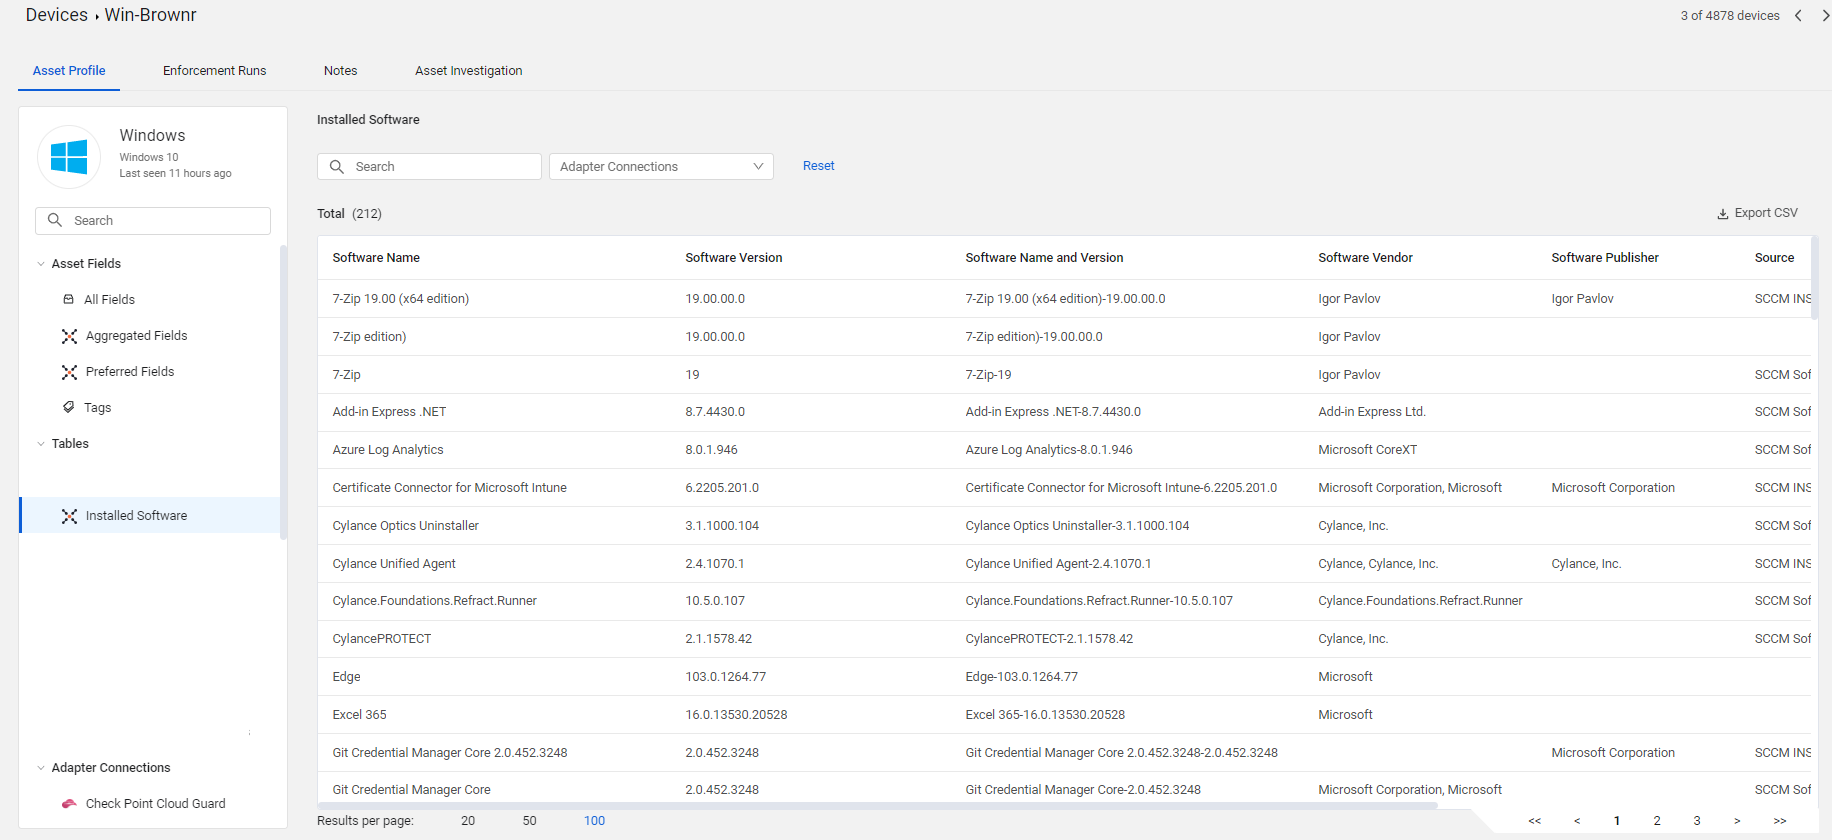 Devices › Win-Brownr
3 of 4878 devices < >
Asset Profile Enforcement Runs Notes Asset Investigation
Windows
Windows 10
Last seen 11 hours ago
Search
Asset Fields
All Fields
Aggregated Fields
Preferred Fields
Tags
Tables
Installed Software
Adapter Connections
Check Point Cloud Guard
Installed Software
Search Adapter Connections Reset
Total (212) Export CSV
Software Name Software Version Software Name and Version Software Vendor Software Publisher Source
7-Zip 19.00 (x64 edition) 19.00.00.0 7-Zip 19.00 (x64 edition)-19.00.00.0 Igor Pavlov Igor Pavlov SCCM INS
7-Zip edition) 19.00.00.0 7-Zip edition)-19.00.00.0 Igor Pavlov
7-Zip 19 7-Zip-19 Igor Pavlov SCCM Sof
Add-in Express .NET 8.7.4430.0 Add-in Express .NET-8.7.4430.0 Add-in Express Ltd. SCCM Sof
Azure Log Analytics 8.0.1.946 Azure Log Analytics-8.0.1.946 Microsoft CoreXT SCCM Sof
Certificate Connector for Microsoft Intune 6.2205.201.0 Certificate Connector for Microsoft Intune-6.2205.201.0 Microsoft Corporation, Microsoft Microsoft Corporation SCCM INS
Cylance Optics Uninstaller 3.1.1000.104 Cylance Optics Uninstaller-3.1.1000.104 Cylance, Inc. SCCM Sof
Cylance Unified Agent 2.4.1070.1 Cylance Unified Agent-2.4.1070.1 Cylance, Cylance, Inc. Cylance, Inc. SCCM INS
Cylance.Foundations.Refract.Runner 10.5.0.107 Cylance.Foundations.Refract.Runner-10.5.0.107 Cylance.Foundations.Refract.Runner SCCM Sof
CylancePROTECT 2.1.1578.42 CylancePROTECT-2.1.1578.42 Cylance, Inc. SCCM Sof
Edge 103.0.1264.77 Edge-103.0.1264.77 Microsoft
Excel 365 16.0.13530.20528 Excel 365-16.0.13530.20528 Microsoft
Git Credential Manager Core 2.0.452.3248 2.0.452.3248 Git Credential Manager Core 2.0.452.3248-2.0.452.3248 Microsoft Corporation SCCM INS
Git Credential Manager Core 2.0.452.3248 Git Credential Manager Core-2.0.452.3248 Microsoft Corporation, Microsoft SCCM Sof
Results per page: 20 50 100 << < 1 2 3 > >>